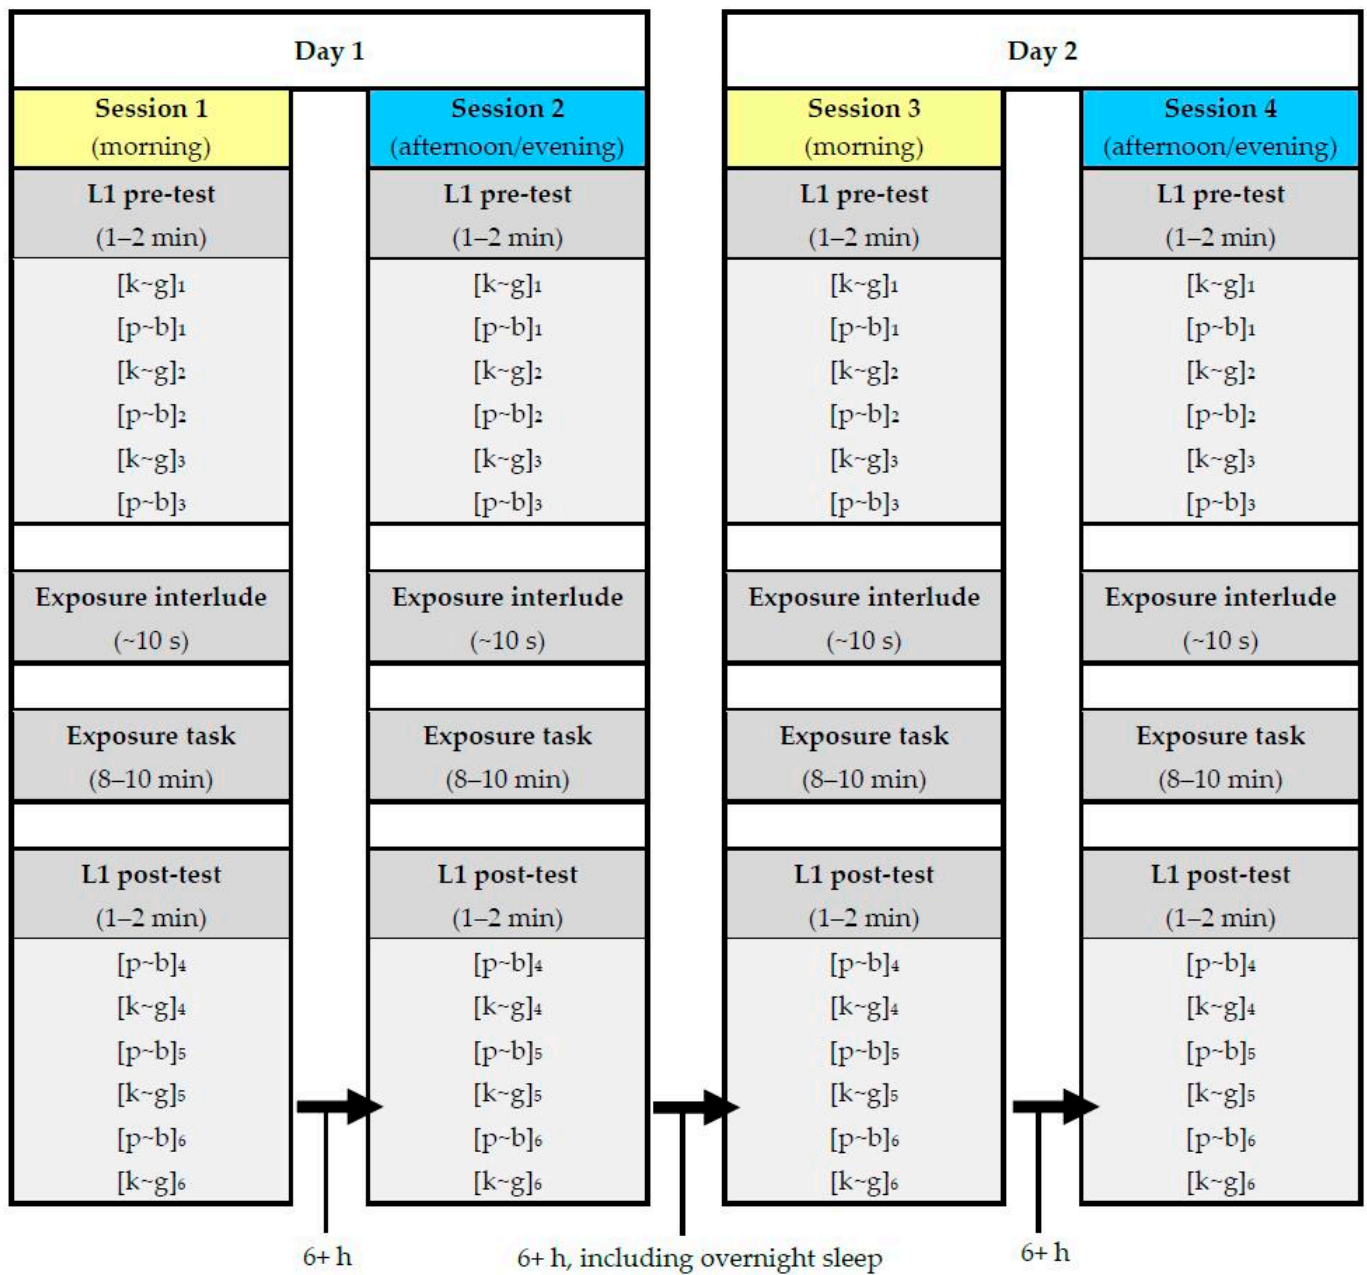 Day 1
Session 1
(morning)
L1 pre-test
(1–2 min)
[k~g]1
[p~b]1
[k~g]2
[p~b]2
[k~g]3
[p~b]3
Exposure interlude
(~10 s)
Exposure task
(8–10 min)
L1 post-test
(1–2 min)
[p~b]4
[k~g]4
[p~b]5
[k~g]5
[p~b]6
[k~g]6
Session 2
(afternoon/evening)
L1 pre-test
(1–2 min)
[k~g]1
[p~b]1
[k~g]2
[p~b]2
[k~g]3
[p~b]3
Exposure interlude
(~10 s)
Exposure task
(8–10 min)
L1 post-test
(1–2 min)
[p~b]4
[k~g]4
[p~b]5
[k~g]5
[p~b]6
[k~g]6
Day 2
Session 3
(morning)
L1 pre-test
(1–2 min)
[k~g]1
[p~b]1
[k~g]2
[p~b]2
[k~g]3
[p~b]3
Exposure interlude
(~10 s)
Exposure task
(8–10 min)
L1 post-test
(1–2 min)
[p~b]4
[k~g]4
[p~b]5
[k~g]5
[p~b]6
[k~g]6
Session 4
(afternoon/evening)
L1 pre-test
(1–2 min)
[k~g]1
[p~b]1
[k~g]2
[p~b]2
[k~g]3
[p~b]3
Exposure interlude
(~10 s)
Exposure task
(8–10 min)
L1 post-test
(1–2 min)
[p~b]4
[k~g]4
[p~b]5
[k~g]5
[p~b]6
[k~g]6
6+ h
6+ h, including overnight sleep
6+ h